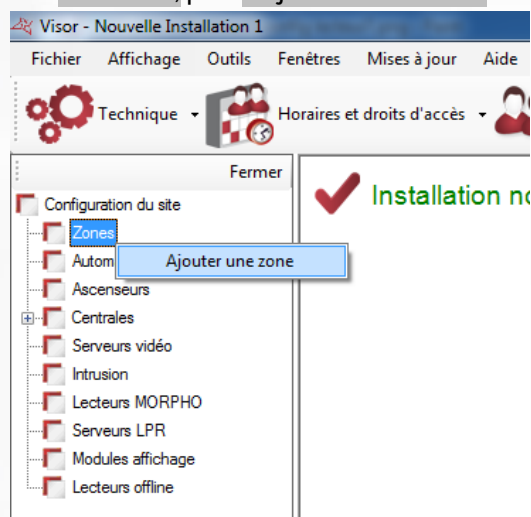 Visor - Nouvelle Installation 1
Fichier Affichage Outils Fenêtres Mises à jour Aide
Technique Horaires et droits d'accès
Fermer
Configuration du site
Installation
Zones
Ajouter une zone
Ascenseurs
Centrales
Serveurs vidéo
Intrusion
Lecteurs MORPHO
Serveurs LPR
Modules affichage
Lecteurs offline